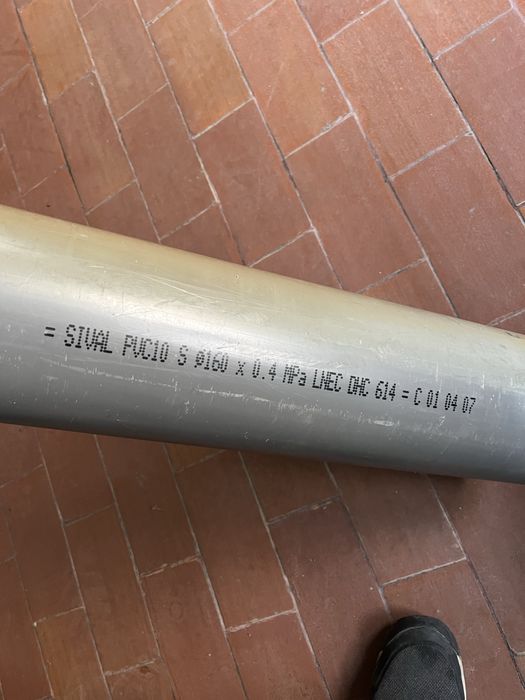 = SIVAL PVC10 S ø160 x 0.4 MPa LNEC DHC 614 = C 01 04 07